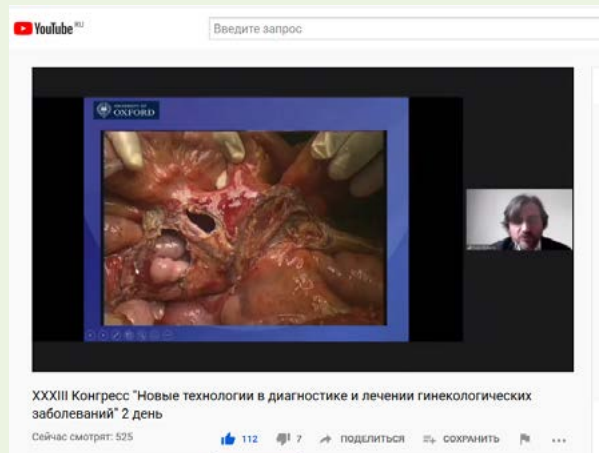 YouTube RU
Введите запрос
UNIVERSITY OF
OXFORD
XXXIII Конгресс "Новые технологии в диагностике и лечении гинекологических
заболеваний" 2 день
Сейчас смотрят: 525
112
7
ПОДЕЛИТЬСЯ
СОХРАНИТЬ